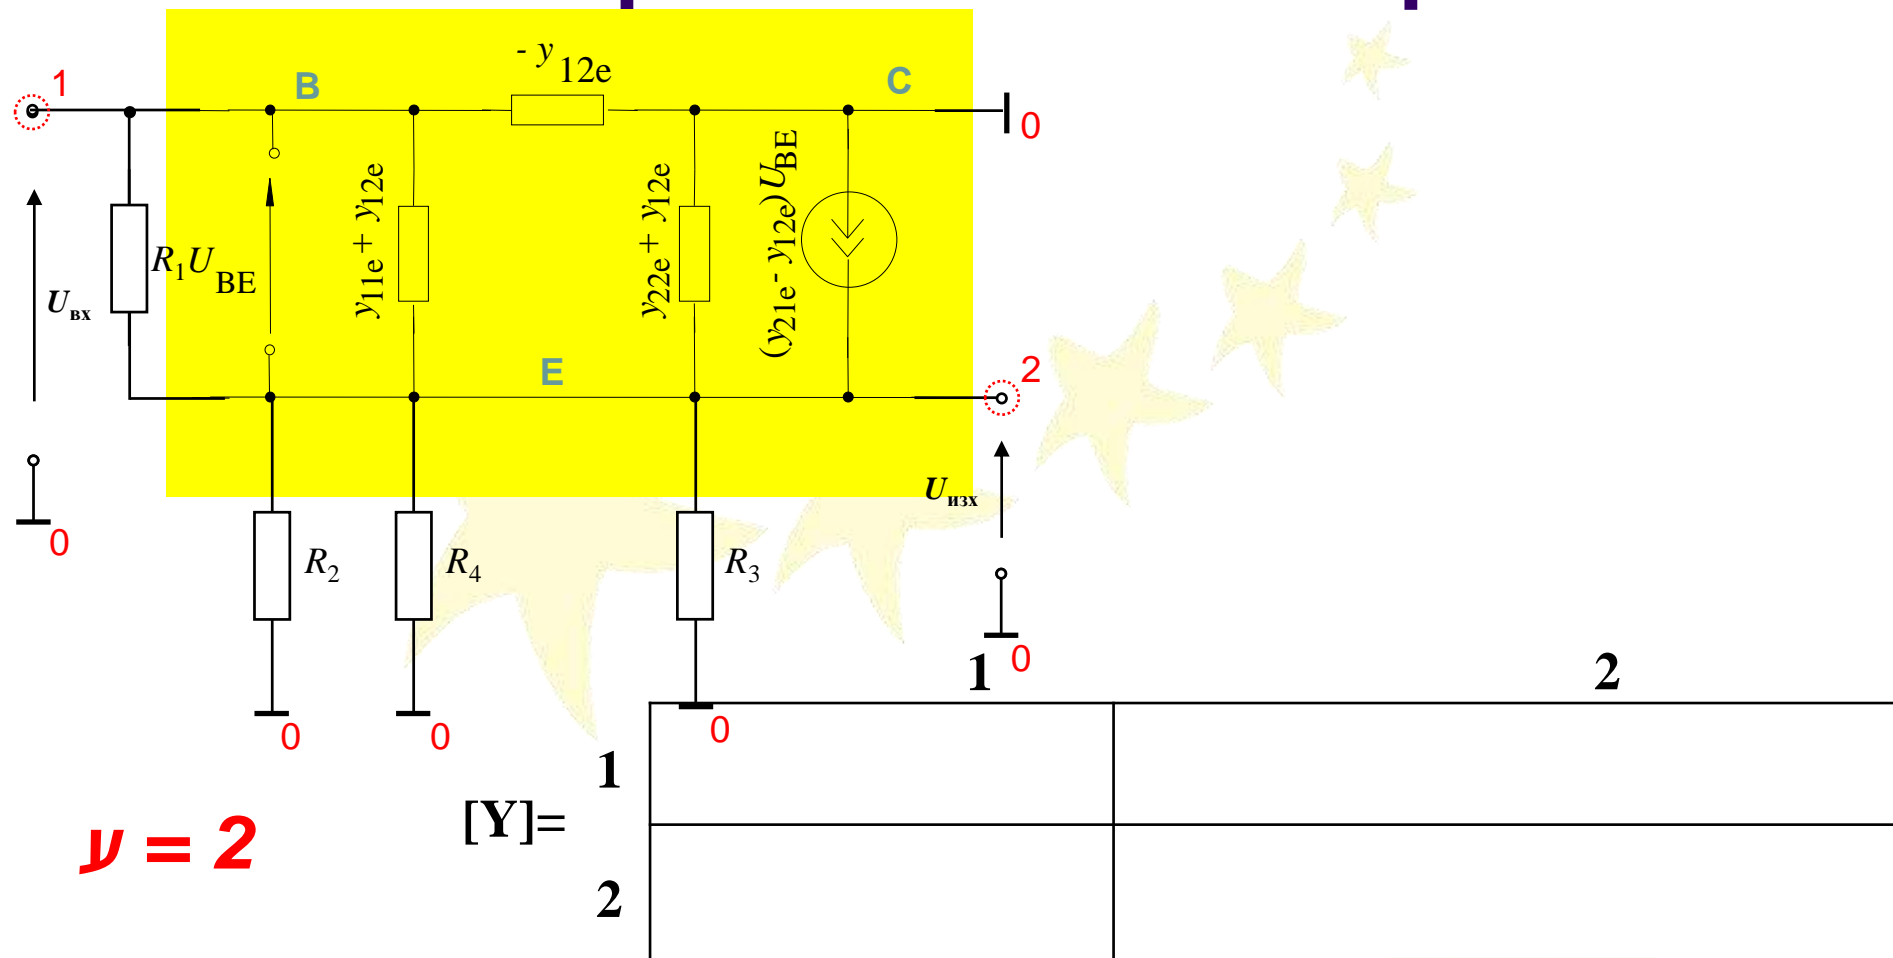 - y 12e
1
B
C
0
y11e + y12e
y22e + y12e
(y21e - y12e)UBE
R1
UBE
Uвх
E
2
Uизх
0
R2
R4
R3
0
0
0
0
1
2
1
[Y]=
ע = 2
2